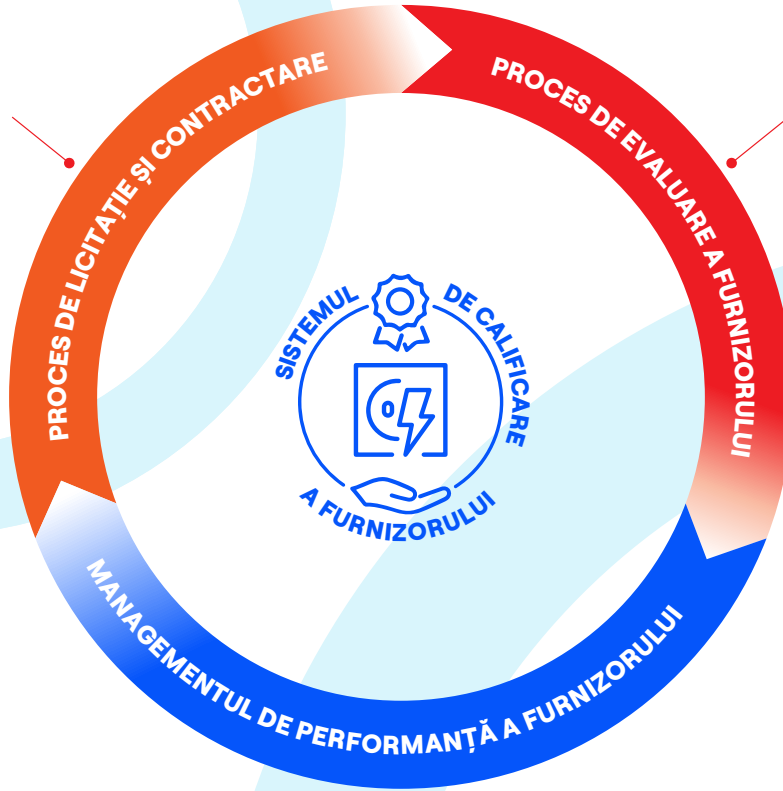 PROCES DE LICITAȚIE ȘI CONTRACTARE
PROCES DE EVALUARE A FURNIZORULUI
SISTEMUL
DE CALIFICARE
A FURNIZORULUI
MANAGEMENTUL DE PERFORMANȚĂ A FURNIZORULUI